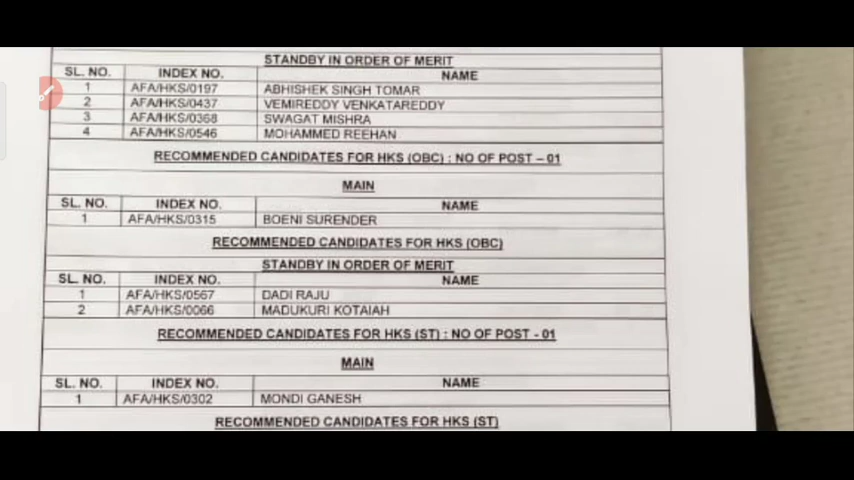 STANDBY IN ORDER OF MERIT
SL. NO. INDEX NO. NAME
1 AFA/HKS/0197 ABHISHEK SINGH TOMAR
2 AFA/HKS/0437 VEMIREDDY VENKATAREDDY
3 AFA/HKS/0368 SWAGAT MISHRA
4 AFA/HKS/0546 MOHAMMED REEHAN
RECOMMENDED CANDIDATES FOR HKS (OBC) : NO OF POST – 01
MAIN
SL. NO. INDEX NO. NAME
1 AFA/HKS/0315 BOENI SURENDER
RECOMMENDED CANDIDATES FOR HKS (OBC)
STANDBY IN ORDER OF MERIT
SL. NO. INDEX NO. NAME
1 AFA/HKS/0567 DADI RAJU
2 AFA/HKS/0066 MADUKURI KOTAIAH
RECOMMENDED CANDIDATES FOR HKS (ST) : NO OF POST - 01
MAIN
SL. NO. INDEX NO. NAME
1 AFA/HKS/0302 MONDI GANESH
RECOMMENDED CANDIDATES FOR HKS (ST)